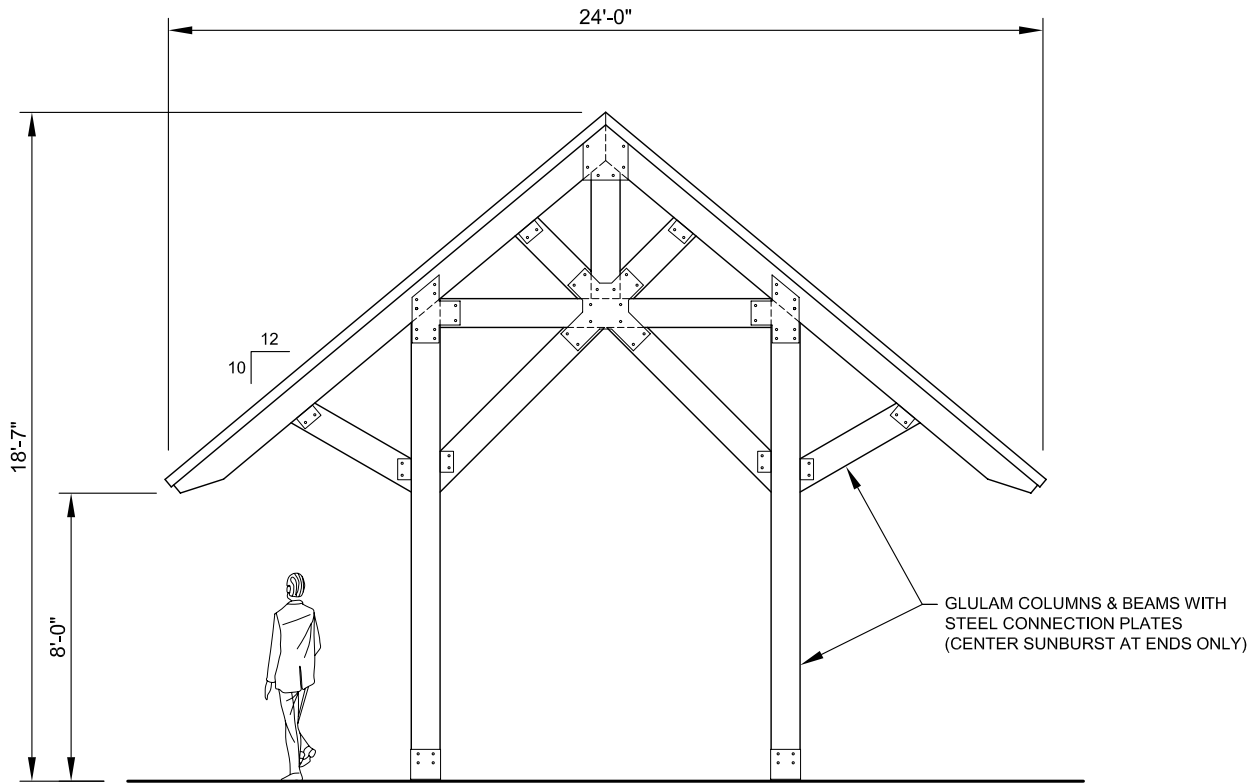 24'-0"
18'-7"
12
10
8'-0"
GLULAM COLUMNS & BEAMS WITH
STEEL CONNECTION PLATES
(CENTER SUNBURST AT ENDS ONLY)